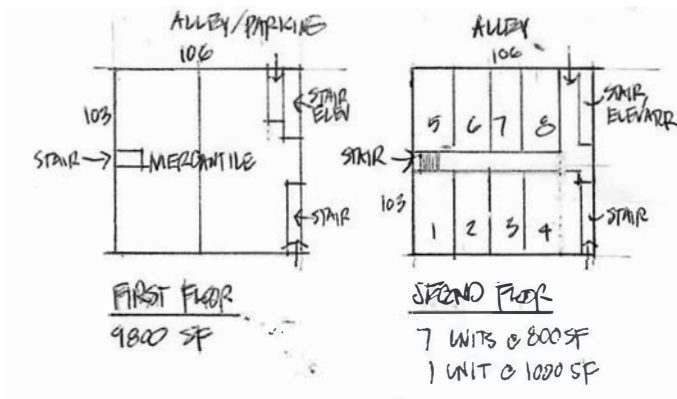 ALLEY/PARKING
106
103
STAIR
ELEV
STAIR
MERCANTILE
STAIR
FIRST FLOOR
9800 SF
ALLEY
106
STAIR,
5
6
7
8
STAIR
103
1
2
3
4
STAIR
SECOND FLOOR
7 UNITS @ 800 SF
1 UNIT @ 1000 SF